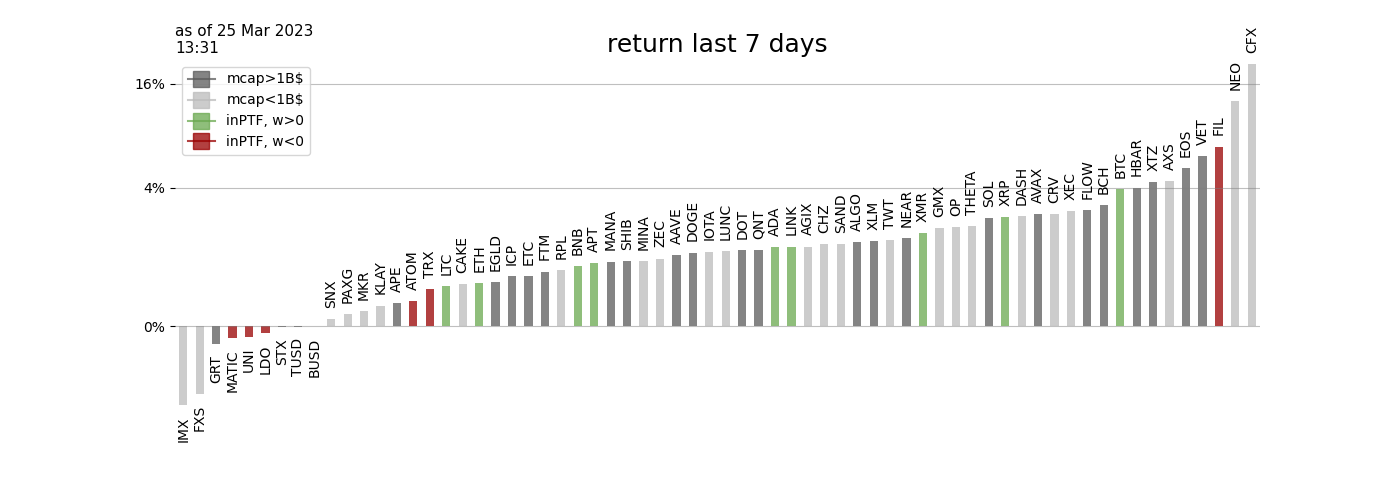 as of 25 Mar 2023
13:31
return last 7 days
mcap>1B$
mcap<1B$
inPTF, w>0
inPTF, w<0
16%
4%
0%
IMX
FXS
GRT
MATIC
UNI
LDO
STX
TUSD
BUSD
SNX
PAXG
MKR
KLAY
APE
ATOM
TRX
LTC
CAKE
ETH
EGLD
ICP
ETC
FTM
RPL
BNB
APT
MANA
SHIB
MINA
ZEC
AAVE
DOGE
IOTA
LUNC
DOT
QNT
ADA
LINK
AGIX
CHZ
SAND
ALGO
XLM
TWT
NEAR
XMR
GMX
OP
THETA
SOL
XRP
DASH
AVAX
CRV
XEC
FLOW
BCH
BTC
HBAR
XTZ
AXS
EOS
VET
FIL
NEO
CFX